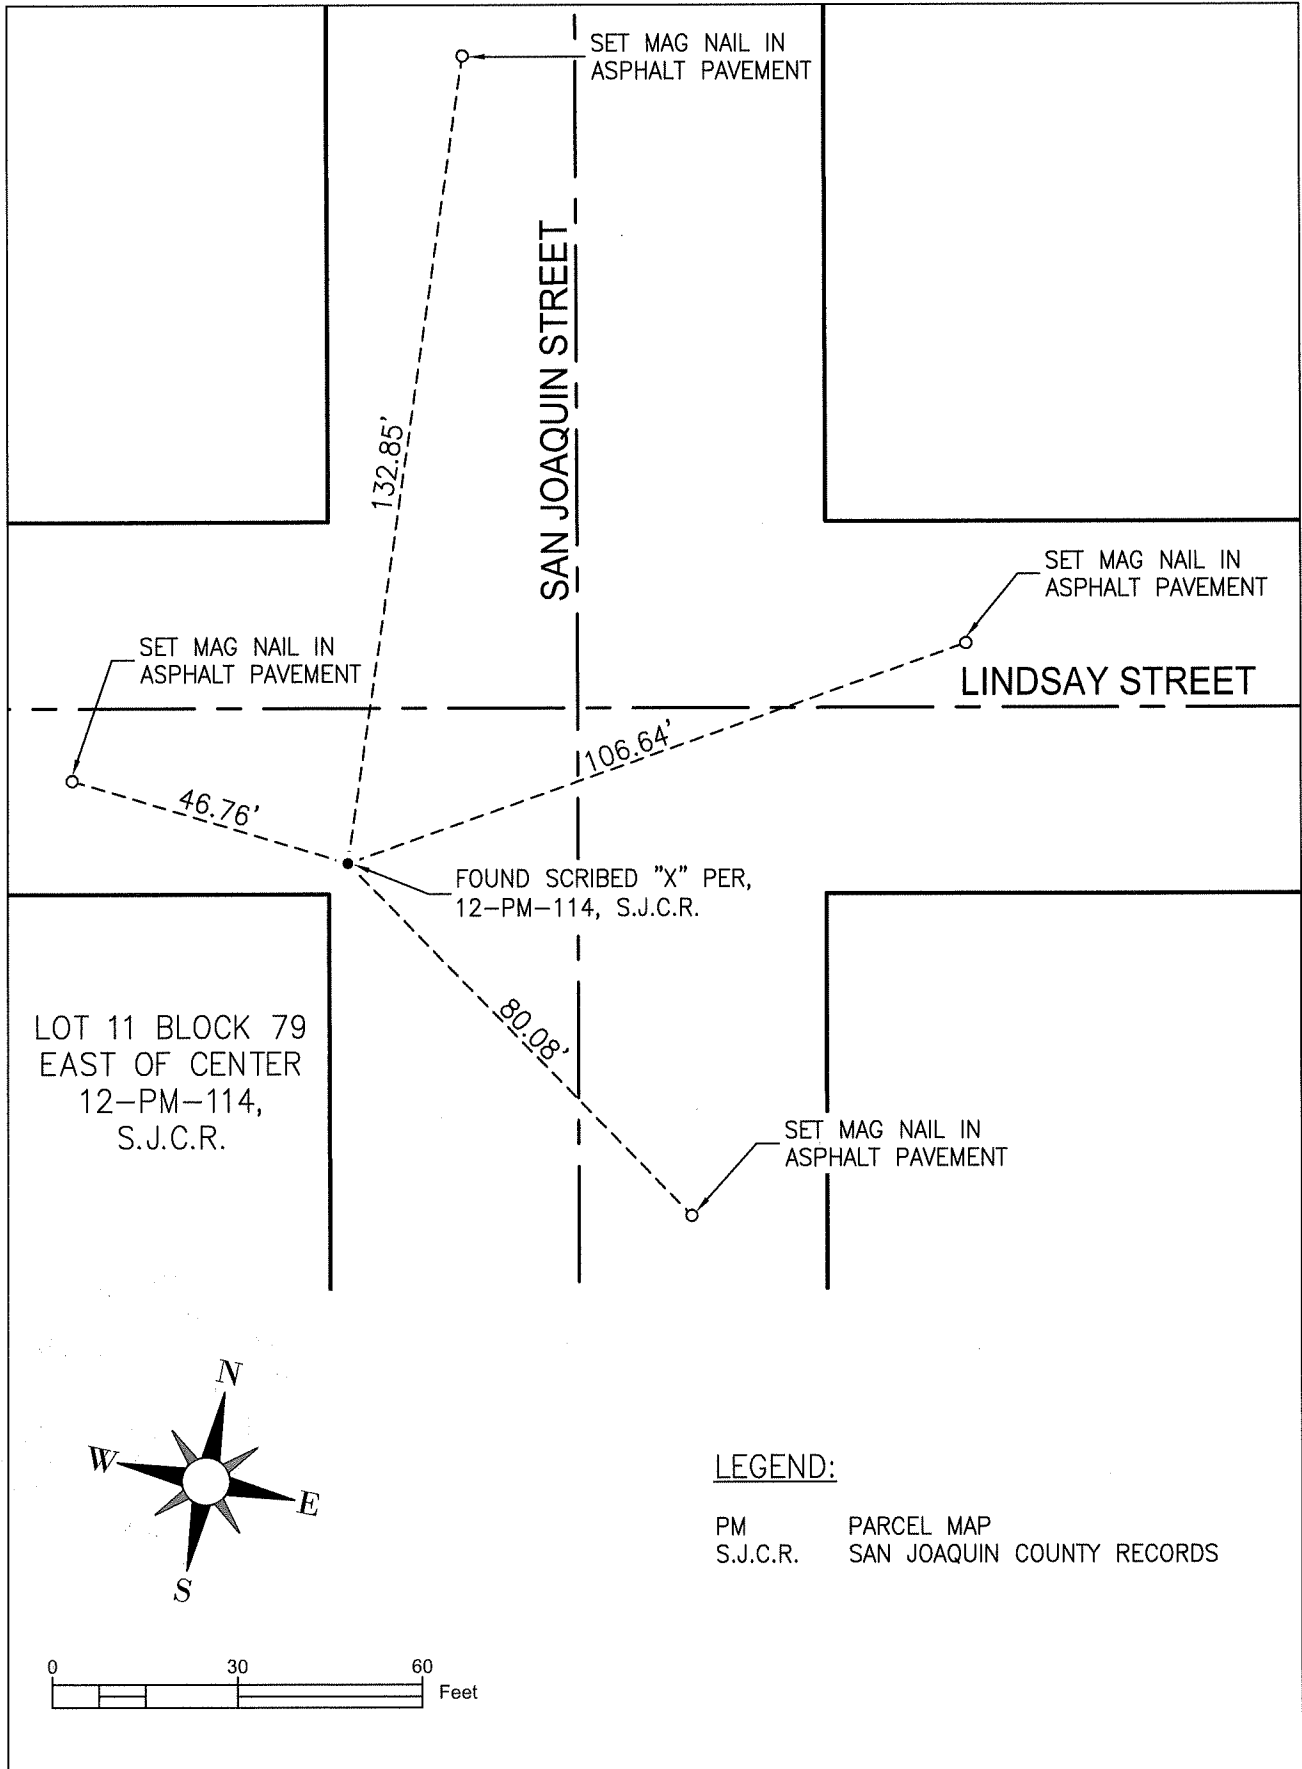 SET MAG NAIL IN
ASPHALT PAVEMENT
SAN JOAQUIN STREET
132.85'
SET MAG NAIL IN
ASPHALT PAVEMENT
SET MAG NAIL IN
ASPHALT PAVEMENT
LINDSAY STREET
106.64'
46.76'
FOUND SCRIBED "X" PER,
12-PM-114, S.J.C.R.
80.08'
LOT 11 BLOCK 79
EAST OF CENTER
12-PM-114,
S.J.C.R.
SET MAG NAIL IN
ASPHALT PAVEMENT
N
W
E
S
LEGEND:
PM PARCEL MAP
S.J.C.R. SAN JOAQUIN COUNTY RECORDS
0 30 60
Feet